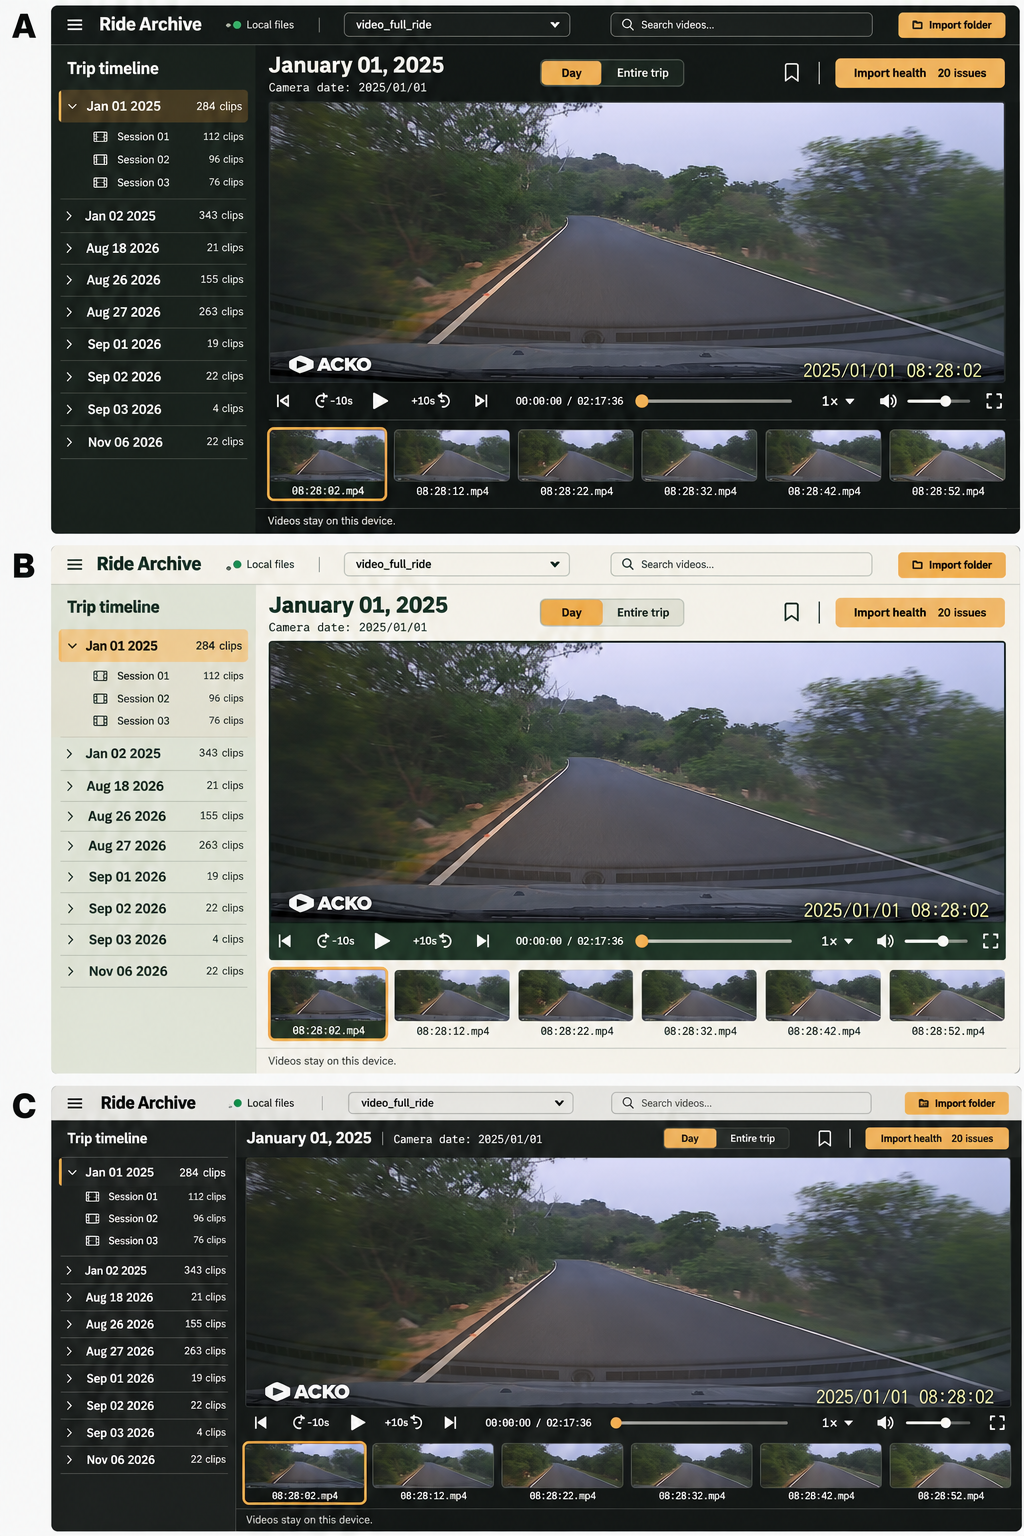 A
Ride Archive
Local files
video_full_ride
Search videos...
Import folder
Trip timeline
Jan 01 2025 284 clips
Session 01 112 clips
Session 02 96 clips
Session 03 76 clips
Jan 02 2025 343 clips
Aug 18 2026 21 clips
Aug 26 2026 155 clips
Aug 27 2026 263 clips
Sep 01 2026 19 clips
Sep 02 2026 22 clips
Sep 03 2026 4 clips
Nov 06 2026 22 clips
January 01, 2025
Camera date: 2025/01/01
Day
Entire trip
Import health 20 issues
ACKO
2025/01/01 08:28:02
-10s
+10s
00:00:00 / 02:17:36
1x
08:28:02.mp4
08:28:12.mp4
08:28:22.mp4
08:28:32.mp4
08:28:42.mp4
08:28:52.mp4
Videos stay on this device.
B
Ride Archive
Local files
video_full_ride
Search videos...
Import folder
Trip timeline
Jan 01 2025 284 clips
Session 01 112 clips
Session 02 96 clips
Session 03 76 clips
Jan 02 2025 343 clips
Aug 18 2026 21 clips
Aug 26 2026 155 clips
Aug 27 2026 263 clips
Sep 01 2026 19 clips
Sep 02 2026 22 clips
Sep 03 2026 4 clips
Nov 06 2026 22 clips
January 01, 2025
Camera date: 2025/01/01
Day
Entire trip
Import health 20 issues
ACKO
2025/01/01 08:28:02
-10s
+10s
00:00:00 / 02:17:36
1x
08:28:02.mp4
08:28:12.mp4
08:28:22.mp4
08:28:32.mp4
08:28:42.mp4
08:28:52.mp4
Videos stay on this device.
C
Ride Archive
Local files
video_full_ride
Search videos...
Import folder
Trip timeline
Jan 01 2025 284 clips
Session 01 112 clips
Session 02 96 clips
Session 03 76 clips
Jan 02 2025 343 clips
Aug 18 2026 21 clips
Aug 26 2026 155 clips
Aug 27 2026 263 clips
Sep 01 2026 19 clips
Sep 02 2026 22 clips
Sep 03 2026 4 clips
Nov 06 2026 22 clips
January 01, 2025
Camera date: 2025/01/01
Day
Entire trip
Import health 20 issues
ACKO
2025/01/01 08:28:02
-10s
+10s
00:00:00 / 02:17:36
1x
08:28:02.mp4
08:28:12.mp4
08:28:22.mp4
08:28:32.mp4
08:28:42.mp4
08:28:52.mp4
Videos stay on this device.